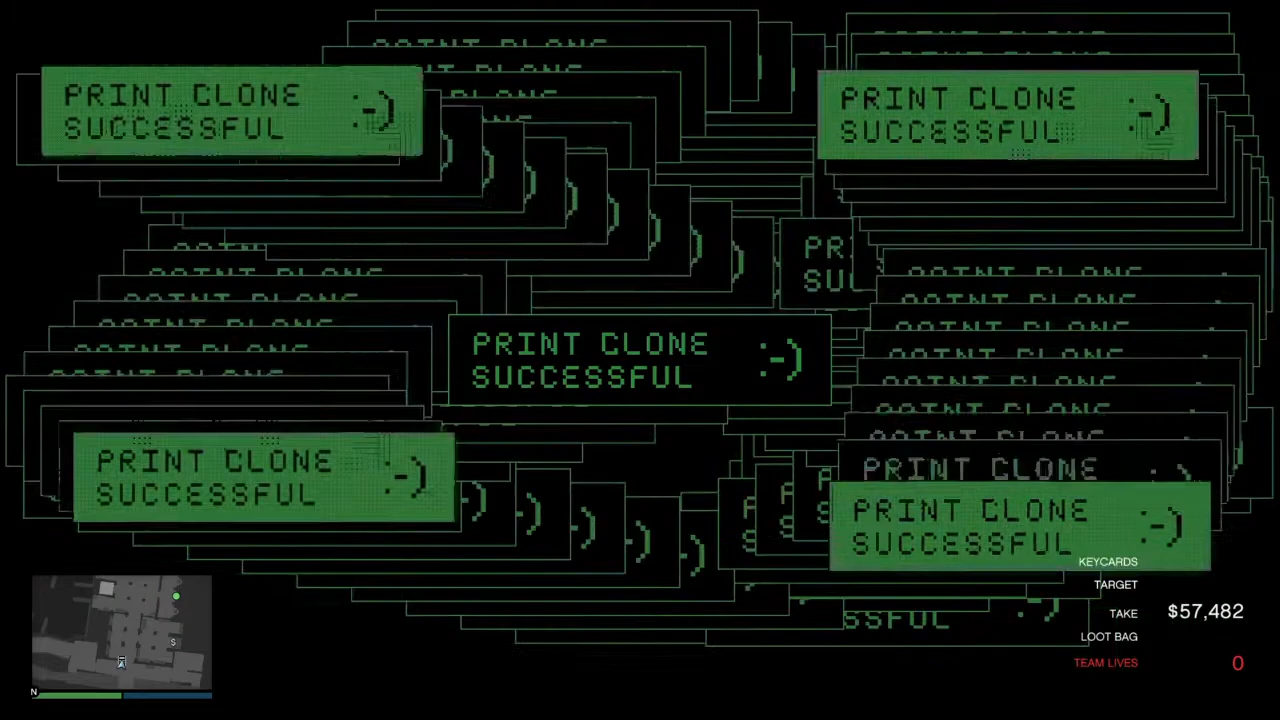 PRINT CLONE
SUCCESSFUL :-)
PRINT CLONE
SUCCESSFUL :-)
PRINT CLONE
SUCCESSFUL :-)
PRINT CLONE
SUCCESSFUL :-)
PRINT CLONE
PRINT CLONE
SUCCESSFUL :-)
KEYCARDS
TARGET
TAKE $57,482
LOOT BAG
TEAM LIVES 0
S
N